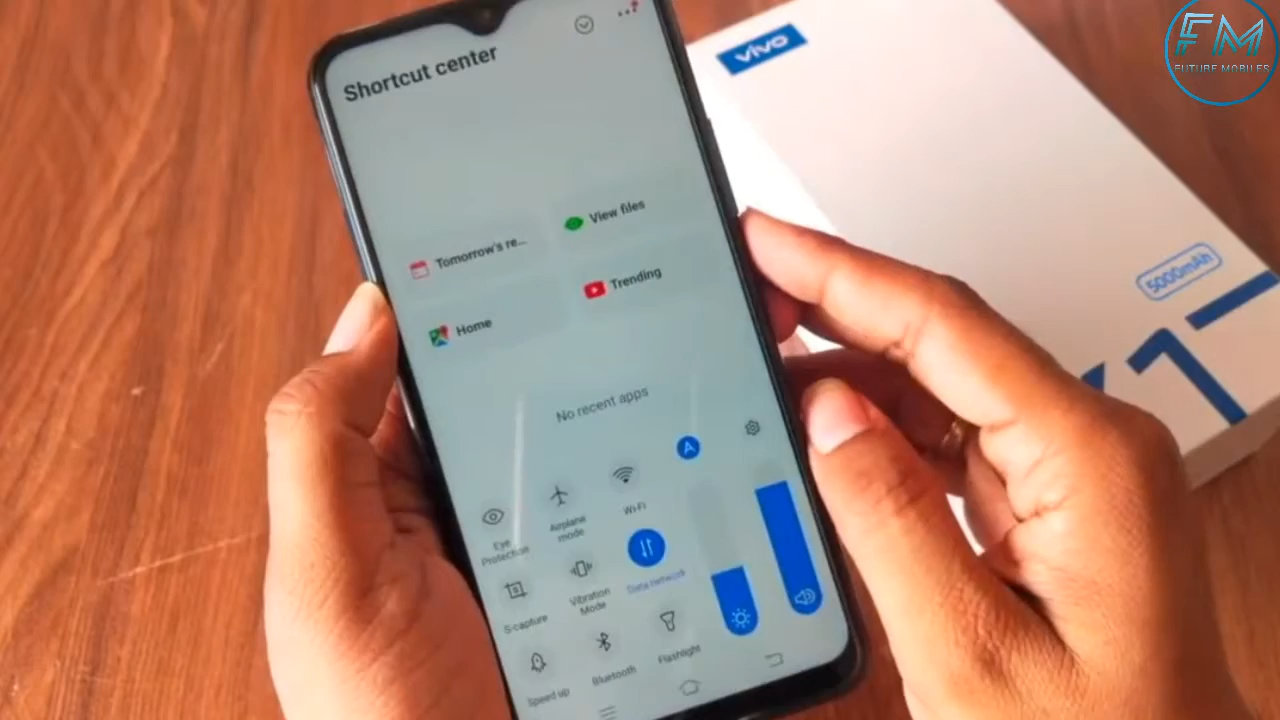 Shortcut center
View files
Tomorrow's re...
Trending
Home
No recent apps
A
Wi-Fi
Airplane
mode
Eye
Protection
Data network
Vibration
Mode
S-capture
Flashlight
Bluetooth
Speed up
vivo
5000mAh
FM
FUTURE MOBILES